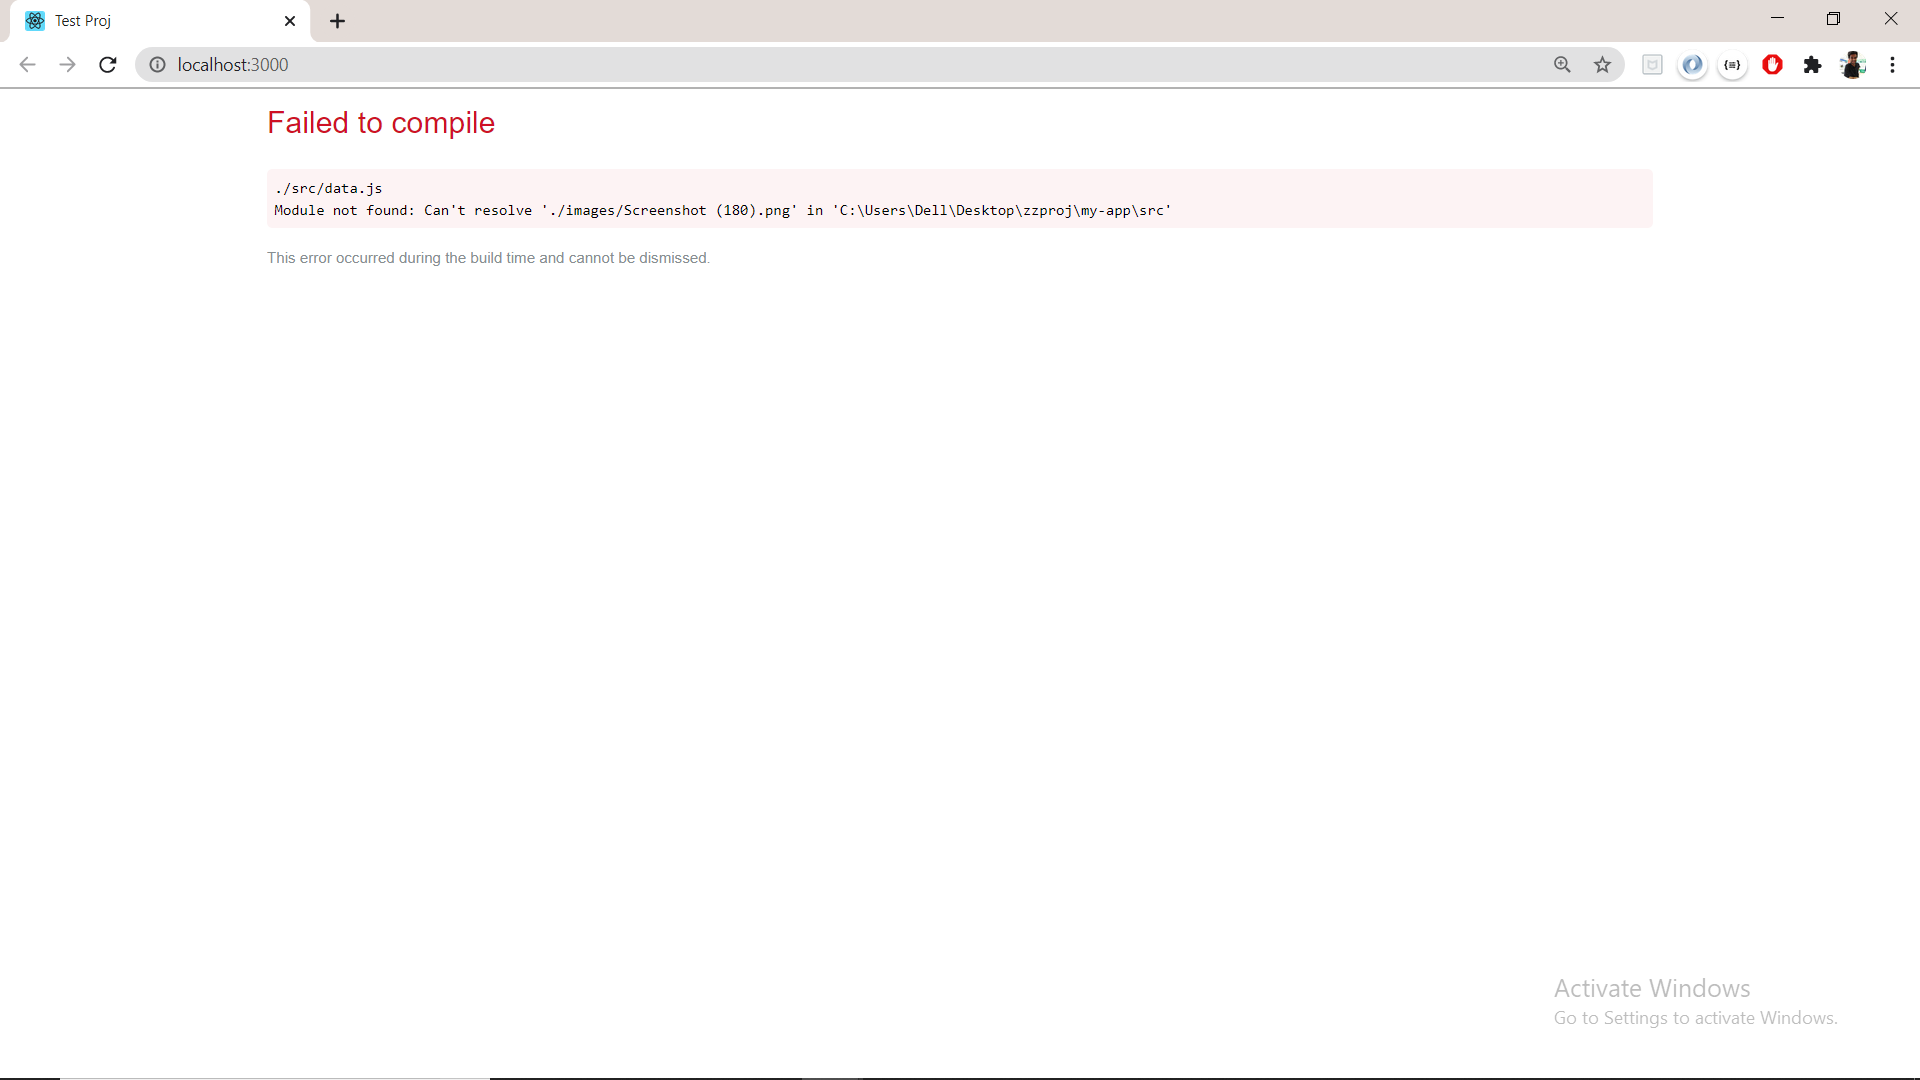 Test Proj
localhost:3000
Failed to compile
./src/data.js
Module not found: Can't resolve './images/Screenshot (180).png' in 'C:\Users\Dell\Desktop\zzproj\my-app\src'
This error occurred during the build time and cannot be dismissed.
Activate Windows
Go to Settings to activate Windows.